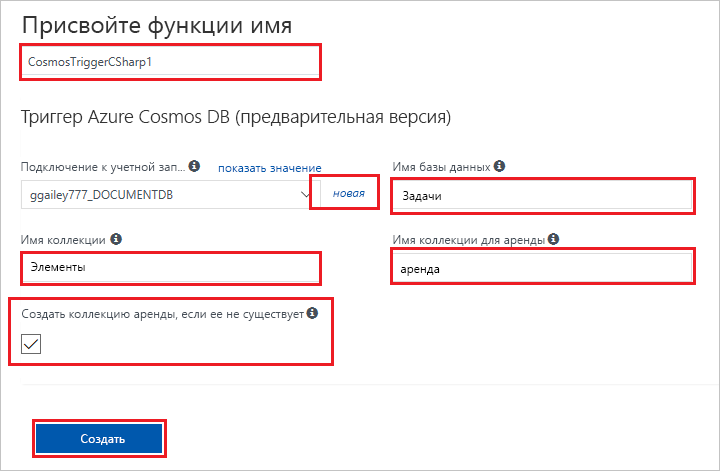 Присвойте функции имя
CosmosTriggerCSharp1
Триггер Azure Cosmos DB (предварительная версия)
Подключение к учетной зап... показать значение
ggailey777_DOCUMENTDB
новая
Имя базы данных
Задачи
Имя коллекции
Элементы
Имя коллекции для аренды
аренда
Создать коллекцию аренды, если ее не существует
Создать